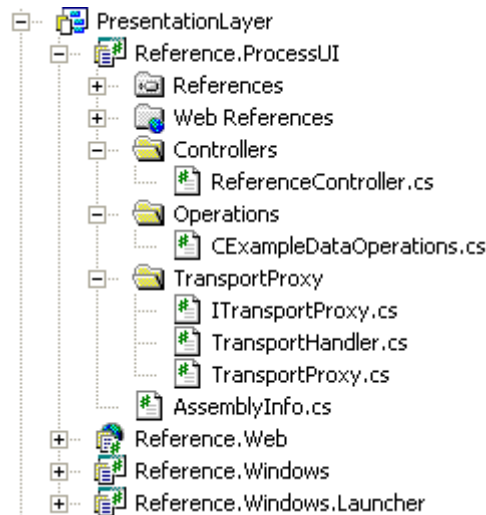 PresentationLayer
Reference.ProcessUI
References
Web References
Controllers
ReferenceController.cs
Operations
CExampleDataOperations.cs
TransportProxy
ITransportProxy.cs
TransportHandler.cs
TransportProxy.cs
AssemblyInfo.cs
Reference.Web
Reference.Windows
Reference.Windows.Launcher